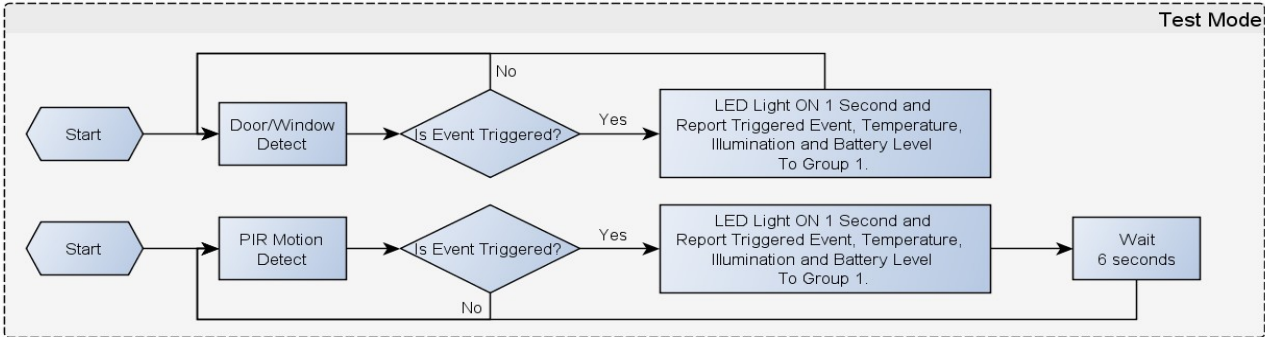 Test Mode
No
Start
Door/Window
Detect
Is Event Triggered?
Yes
LED Light ON 1 Second and
Report Triggered Event, Temperature,
Illumination and Battery Level
To Group 1.
Start
PIR Motion
Detect
Is Event Triggered?
Yes
LED Light ON 1 Second and
Report Triggered Event, Temperature,
Illumination and Battery Level
To Group 1.
Wait
6 seconds
No